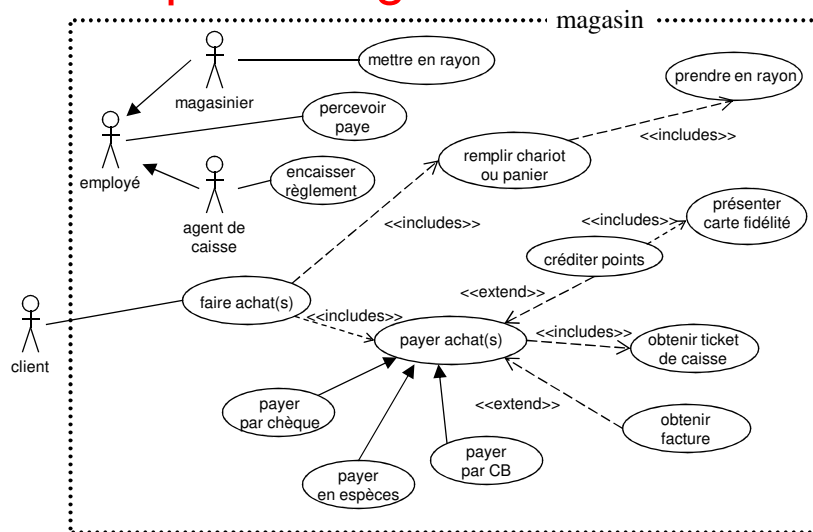 magasin
mettre en rayon
magasinier
prendre en rayon
percevoir
paye
<<includes>>
employé
remplir chariot
ou panier
encaisser
règlement
présenter
carte fidélité
<<includes>>
agent de
caisse
<<includes>>
créditer points
<<extend>>
faire achat(s)
<<includes>>
<<includes>>
payer achat(s)
obtenir ticket
de caisse
client
payer
par chèque
<<extend>>
obtenir
facture
payer
par CB
payer
en espèces